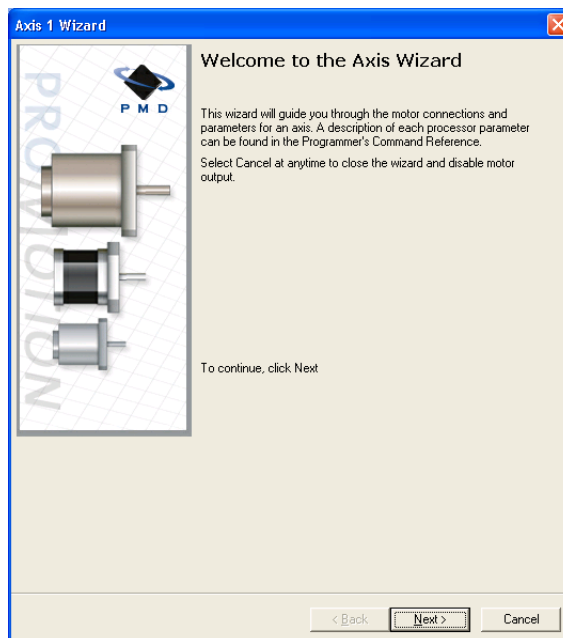 Axis 1 Wizard
PMD
PRO/MOTION
Welcome to the Axis Wizard
This wizard will guide you through the motor connections and
parameters for an axis. A description of each processor parameter
can be found in the Programmer's Command Reference.
Select Cancel at anytime to close the wizard and disable motor
output.
To continue, click Next
< Back
Next >
Cancel